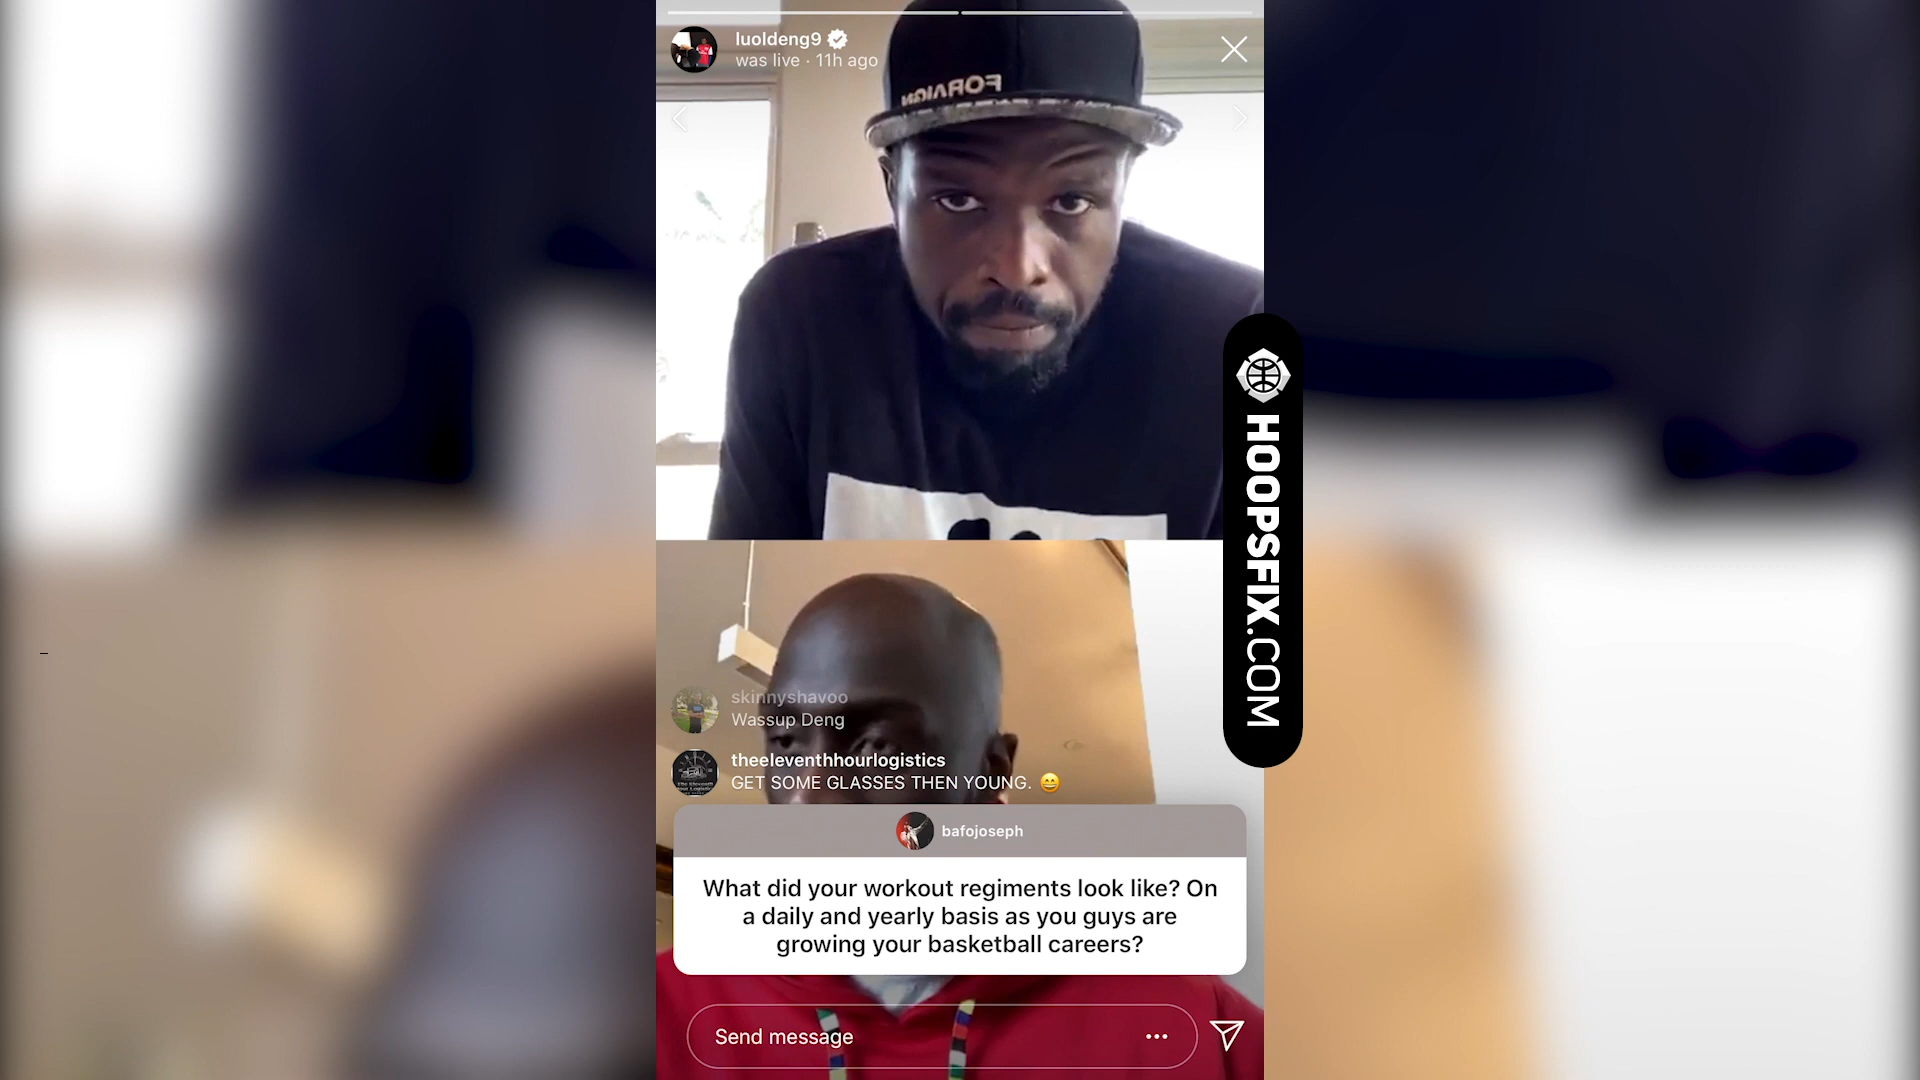 luoldeng9
was live · 11h ago
FORAIGN
skinnyshavoo
Wassup Deng
theeleventhhourlogistics
GET SOME GLASSES THEN YOUNG. 😄
bafojoseph
What did your workout regiments look like? On
a daily and yearly basis as you guys are
growing your basketball careers?
Send message
HOOPSFIX.COM